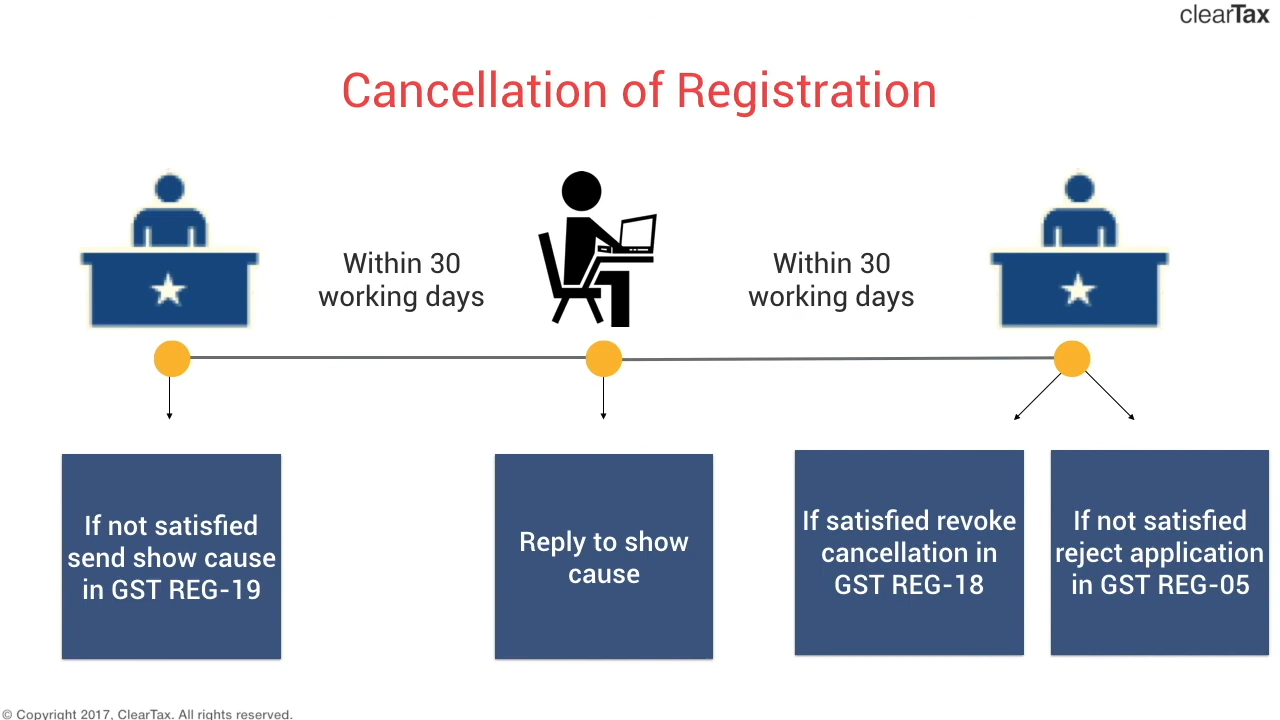 clearTax
Cancellation of Registration
Within 30
working days
Within 30
working days
If not satisfied
send show cause
in GST REG-19
Reply to show
cause
If satisfied revoke
cancellation in
GST REG-18
If not satisfied
reject application
in GST REG-05
© Copyright 2017, ClearTax. All rights reserved.